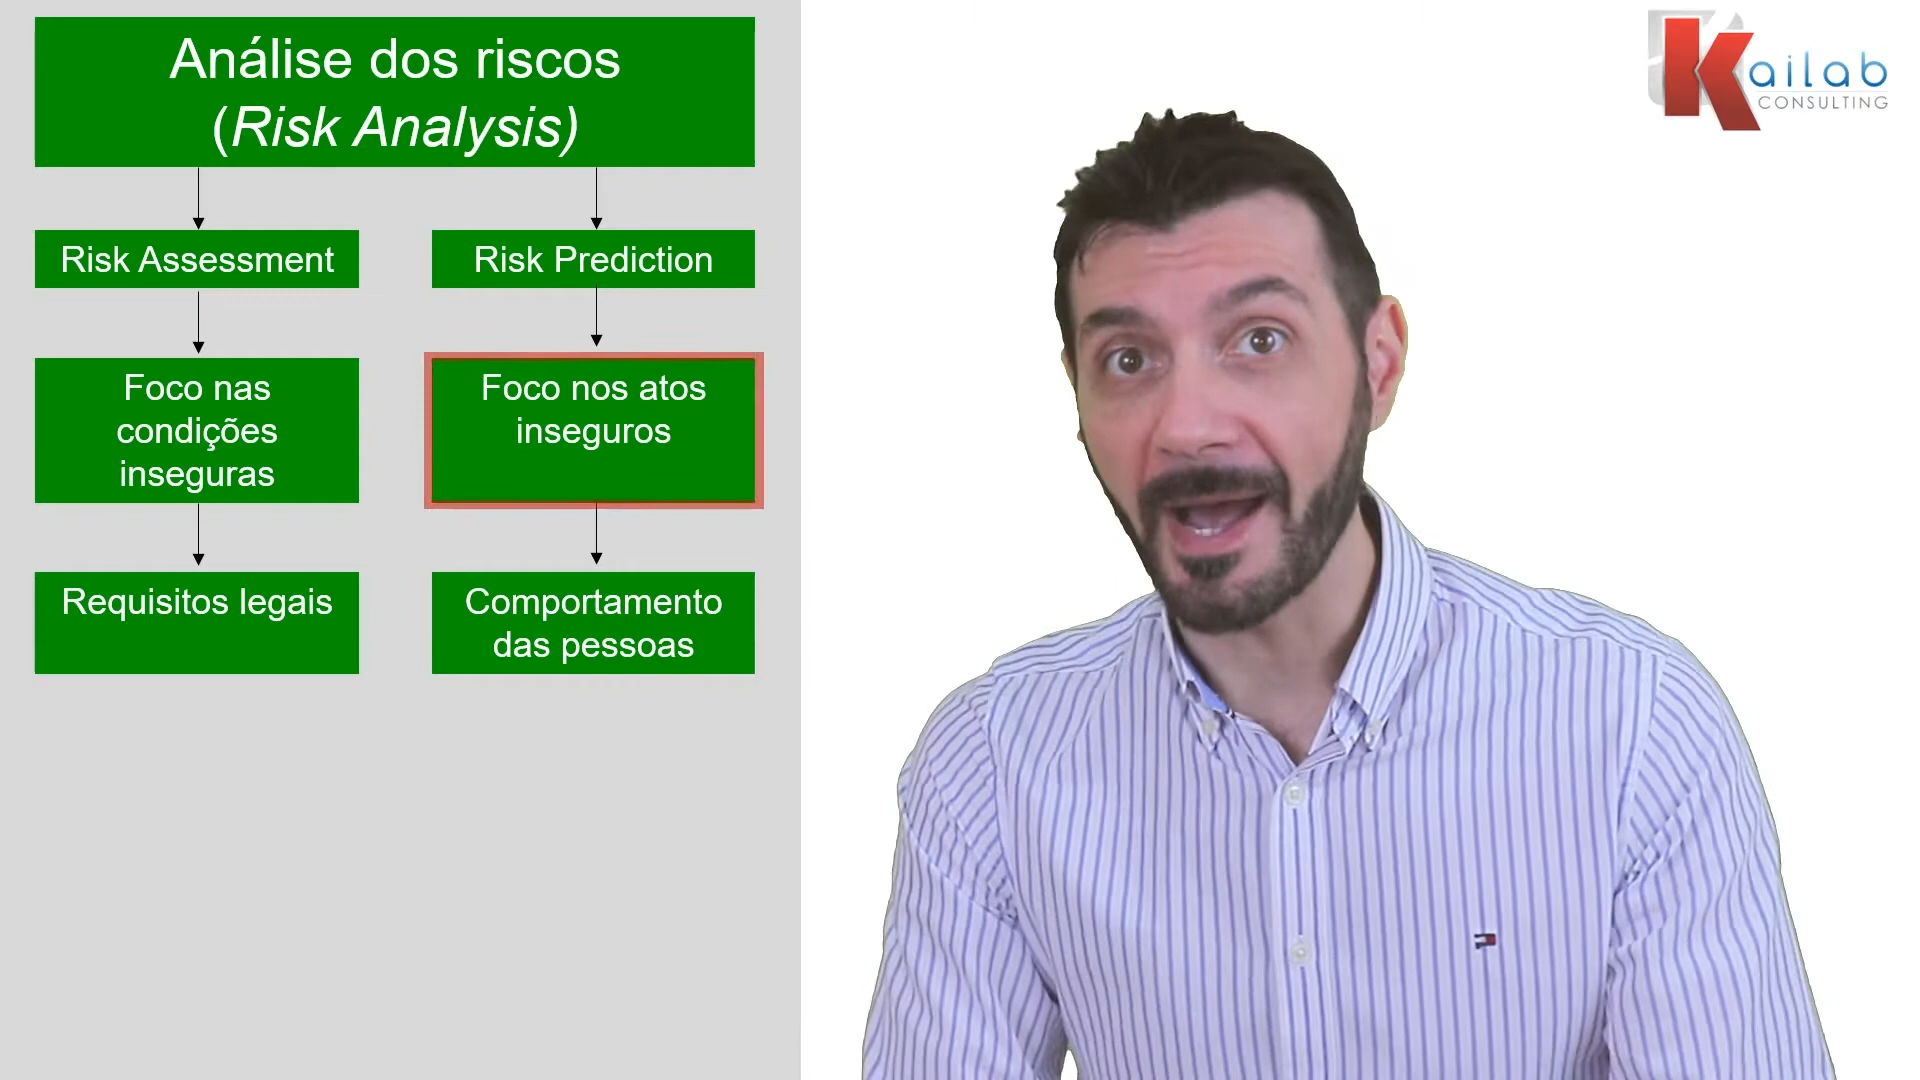 Análise dos riscos
(Risk Analysis)
Risk Assessment
Risk Prediction
Foco nas
condições
inseguras
Foco nos atos
inseguros
Requisitos legais
Comportamento
das pessoas
Kailab
CONSULTING